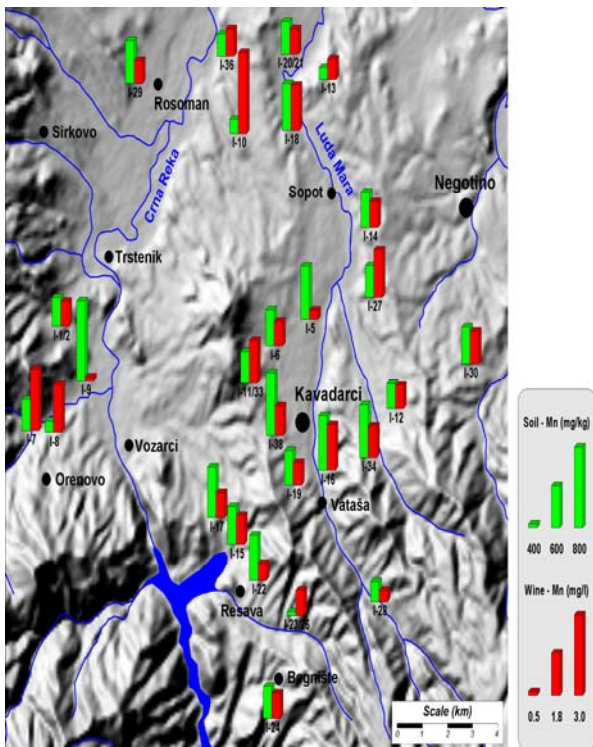 I-36
I-20/21
I-13
I-29
Rosoman
I-10
I-18
Sirkovo
Crna Reka
Luda Mara
Sopot
Negotino
I-14
Trstenik
I-27
I-5
I-1/2
I-6
I-30
I-9
I-11/33
I-12
Kavadarci
I-7
I-8
I-38
I-34
Vozarci
I-16
I-19
Orenovo
Vataša
I-17
I-15
I-22
Resava
I-28
I-23/26
Begnište
I-24
Scale (km)
0 1 2 3 4
Soil - Mn (mg/kg)
400 600 800
Wine - Mn (mg/l)
0.5 1.8 3.0